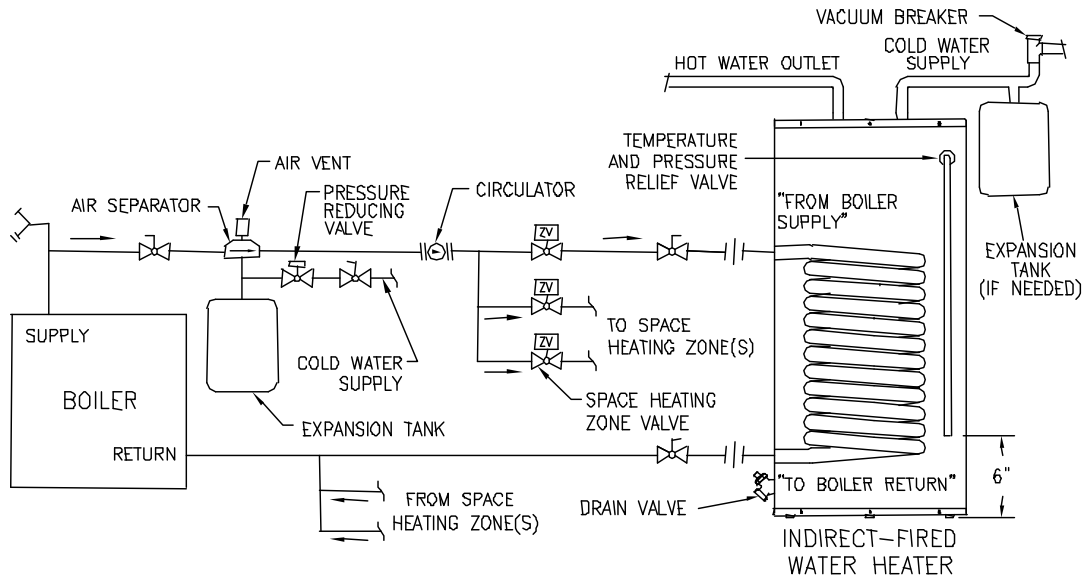 VACUUM BREAKER
COLD WATER
SUPPLY
HOT WATER OUTLET
TEMPERATURE
AND PRESSURE
RELIEF VALVE
AIR VENT
PRESSURE
REDUCING
VALVE
CIRCULATOR
AIR SEPARATOR
"FROM BOILER
SUPPLY"
EXPANSION
TANK
(IF NEEDED)
ZV
ZV
ZV
SUPPLY
BOILER
RETURN
TO SPACE
HEATING ZONE(S)
COLD WATER
SUPPLY
SPACE HEATING
ZONE VALVE
EXPANSION TANK
FROM SPACE
HEATING ZONE(S)
DRAIN VALVE
"TO BOILER RETURN"
6"
INDIRECT-FIRED
WATER HEATER